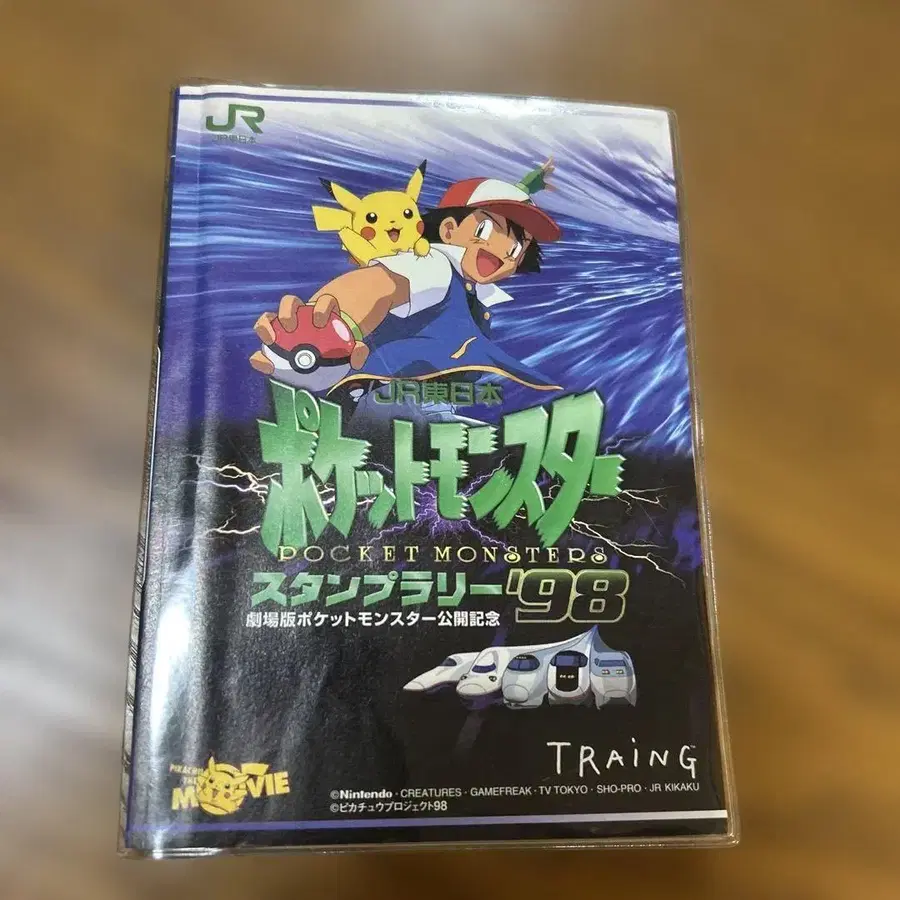 JR
JR東日本
JR東日本
ポケットモンスター
POCKET MONSTERS
スタンプラリー'98
劇場版ポケットモンスター公開記念
TRAiNG
PIKACHU
THE
MOVIE
©Nintendo・CREATURES・GAMEFREAK・TV TOKYO・SHO-PRO・JR KIKAKU
©ピカチュウプロジェクト98